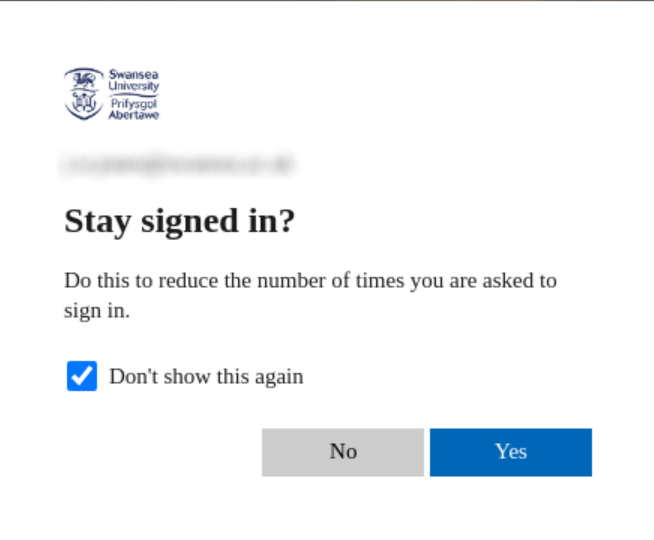 Swansea
University
Prifysgol
Abertawe
Stay signed in?
Do this to reduce the number of times you are asked to
sign in.
Don't show this again
No
Yes